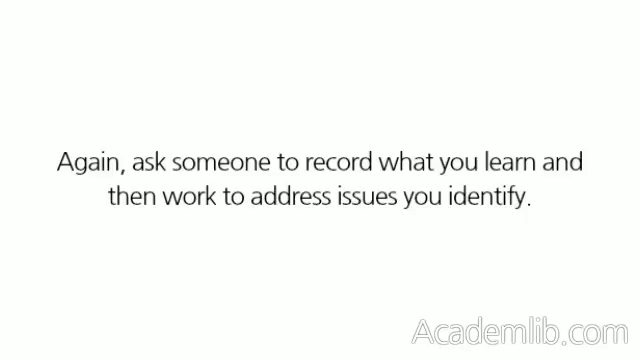 Again, ask someone to record what you learn and
then work to address issues you identify.
Academlib.com